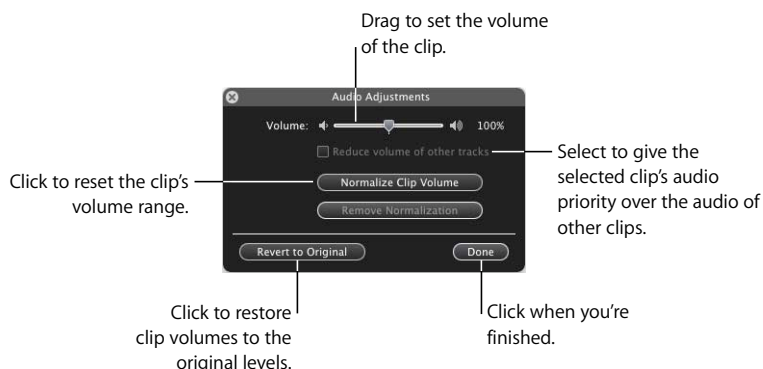 Drag to set the volume
of the clip.
Audio Adjustments
Volume:
100%
Reduce volume of other tracks
Select to give the
selected clip's audio
priority over the audio of
other clips.
Click to reset the clip's
volume range.
Normalize Clip Volume
Remove Normalization
Revert to Original
Done
Click to restore
clip volumes to the
original levels.
Click when you're
finished.